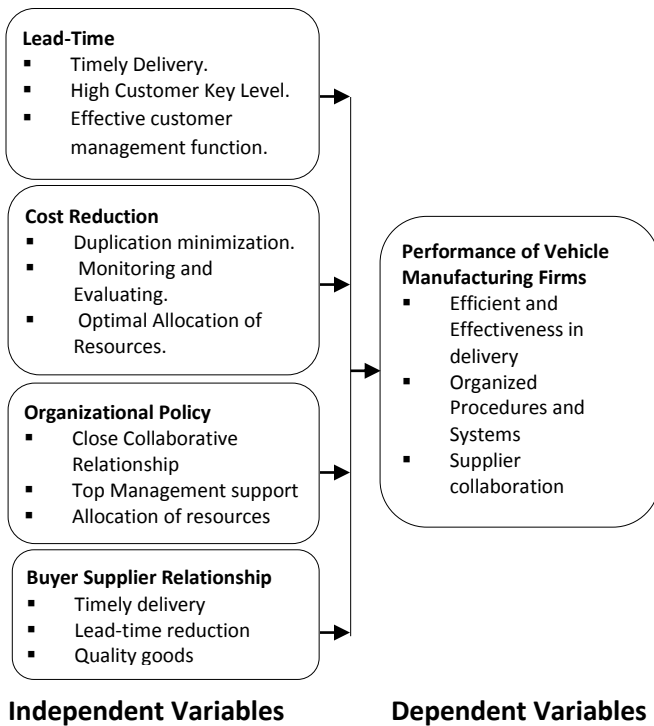 Lead-Time
▪ Timely Delivery.
▪ High Customer Key Level.
▪ Effective customer
management function.
Cost Reduction
▪ Duplication minimization.
▪ Monitoring and
Evaluating.
▪ Optimal Allocation of
Resources.
Organizational Policy
▪ Close Collaborative
Relationship
▪ Top Management support
▪ Allocation of resources
Buyer Supplier Relationship
▪ Timely delivery
▪ Lead-time reduction
▪ Quality goods
Performance of Vehicle
Manufacturing Firms
▪ Efficient and
Effectiveness in
delivery
▪ Organized
Procedures and
Systems
▪ Supplier
collaboration
Independent Variables
Dependent Variables